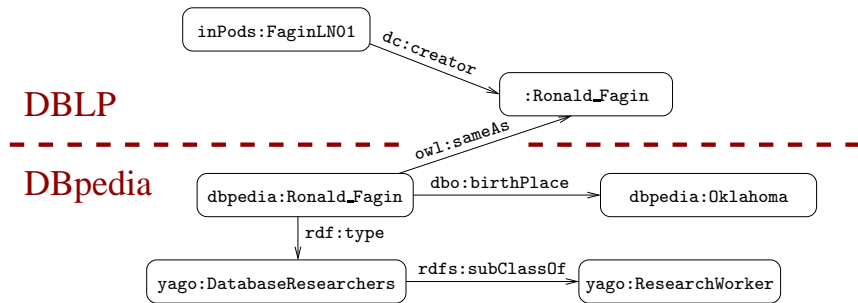 inPods:FaginLN01
dc:creator
:Ronald_Fagin
DBLP
owl:sameAs
DBpedia
dbpedia:Ronald_Fagin
dbo:birthPlace
dbpedia:Oklahoma
rdf:type
yago:DatabaseResearchers
rdfs:subClassOf
yago:ResearchWorker